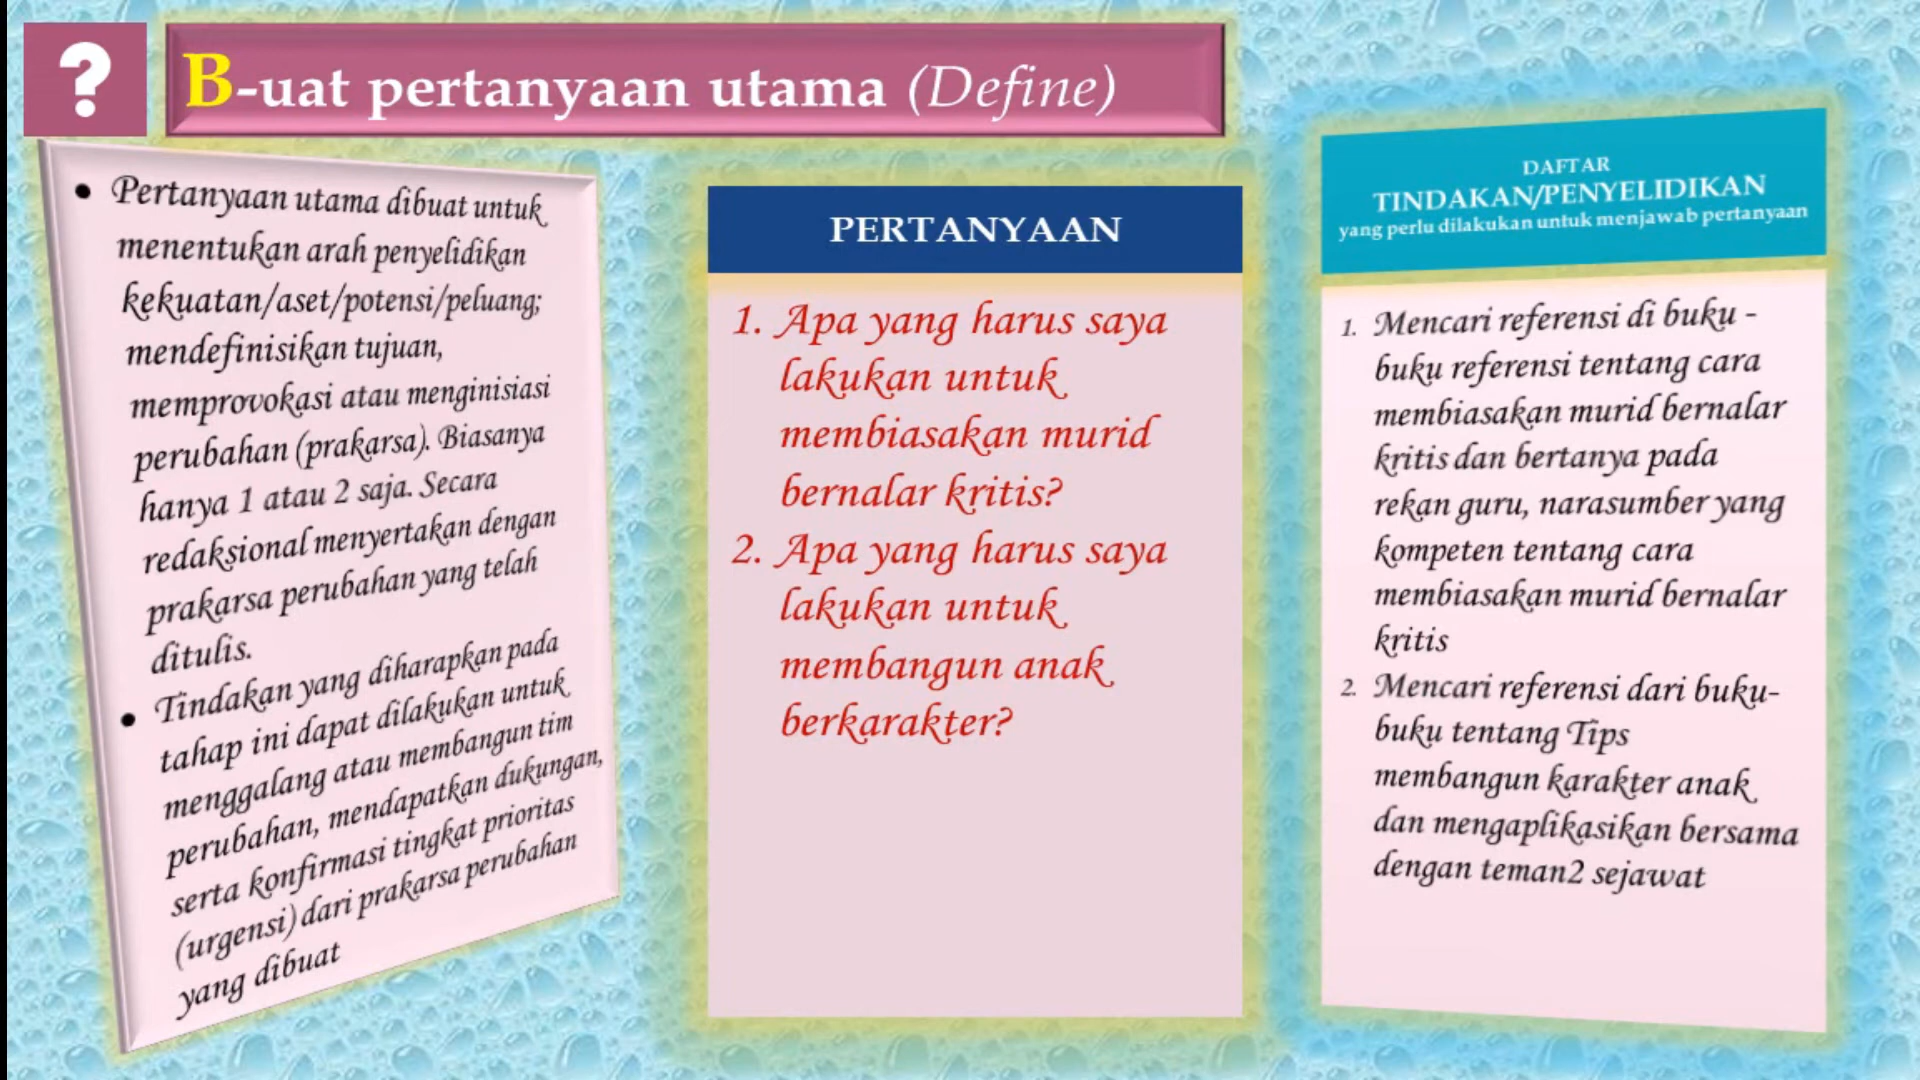 ?
B-uat pertanyaan utama (Define)
• Pertanyaan utama dibuat untuk
menentukan arah penyelidikan
kekuatan/aset/potensi/peluang;
mendefinisikan tujuan,
memprovokasi atau menginisiasi
perubahan (prakarsa). Biasanya
hanya 1 atau 2 saja. Secara
redaksional menyertakan dengan
prakarsa perubahan yang telah
ditulis.
• Tindakan yang diharapkan pada
tahap ini dapat dilakukan untuk
menggalang atau membangun tim
perubahan, mendapatkan dukungan,
serta konfirmasi tingkat prioritas
(urgensi) dari prakarsa perubahan
yang dibuat
PERTANYAAN
1. Apa yang harus saya
lakukan untuk
membiasakan murid
bernalar kritis?
2. Apa yang harus saya
lakukan untuk
membangun anak
berkarakter?
DAFTAR
TINDAKAN/PENYELIDIKAN
yang perlu dilakukan untuk menjawab pertanyaan
1. Mencari referensi di buku -
buku referensi tentang cara
membiasakan murid bernalar
kritis dan bertanya pada
rekan guru, narasumber yang
kompeten tentang cara
membiasakan murid bernalar
kritis
2. Mencari referensi dari buku-
buku tentang Tips
membangun karakter anak
dan mengaplikasikan bersama
dengan teman2 sejawat